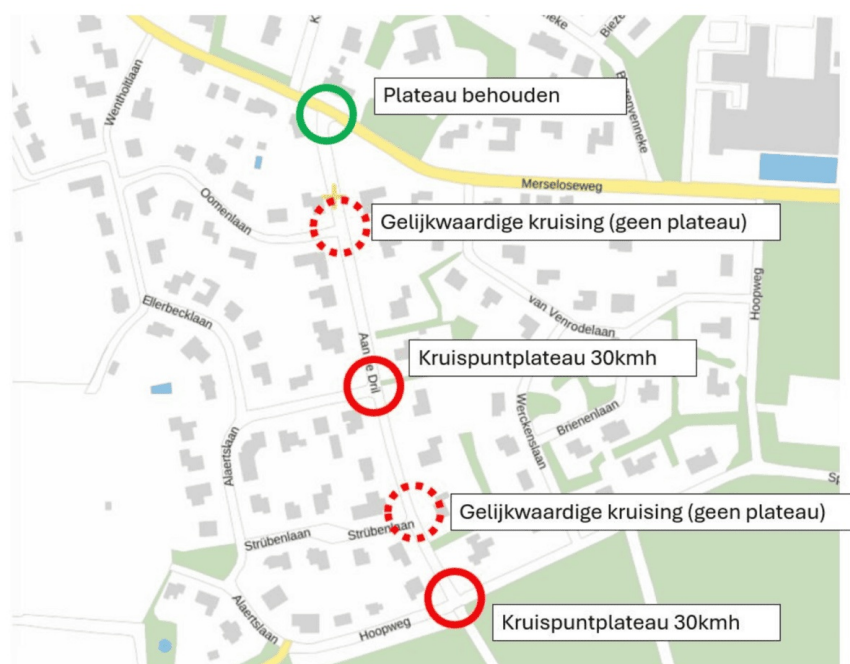 Plateau behouden
Wentholtlaan
Merseloseweg
Oomenlaan
Gelijkwaardige kruising (geen plateau)
Hoopweg
van Venrodelaan
Ellerbecklaan
Kruispuntplateau 30kmh
Werckenslaan
Brienenlaan
Alaertslaan
Gelijkwaardige kruising (geen plateau)
Strübenlaan
Strübenlaan
Alaertslaan
Hoopweg
Kruispuntplateau 30kmh